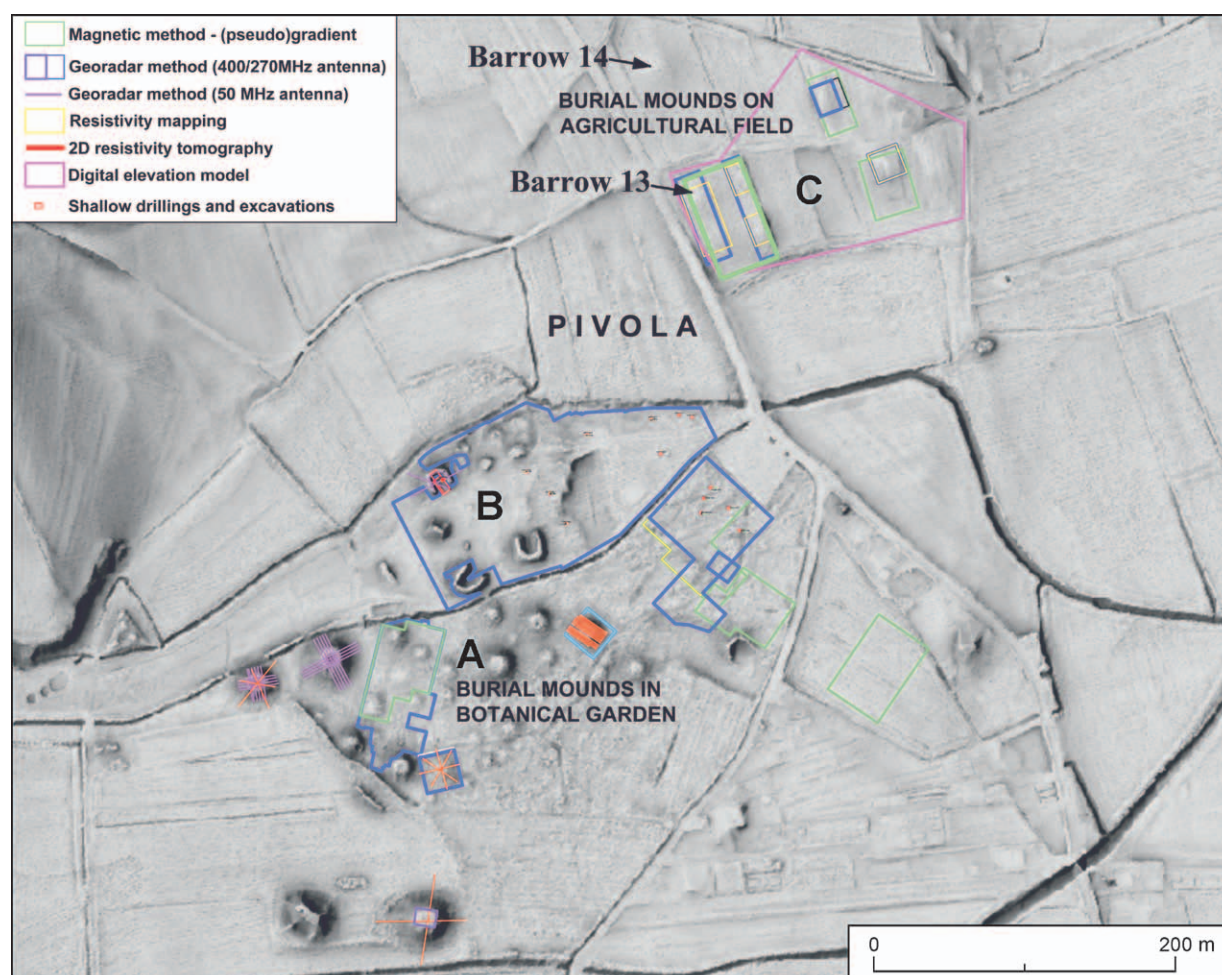 Magnetic method - (pseudo)gradient
Georadar method (400/270MHz antenna)
Georadar method (50 MHz antenna)
Resistivity mapping
2D resistivity tomography
Digital elevation model
Shallow drillings and excavations
Barrow 14
BURIAL MOUNDS ON
AGRICULTURAL FIELD
Barrow 13
C
PIVOLA
B
A
BURIAL MOUNDS IN
BOTANICAL GARDEN
0 200 m